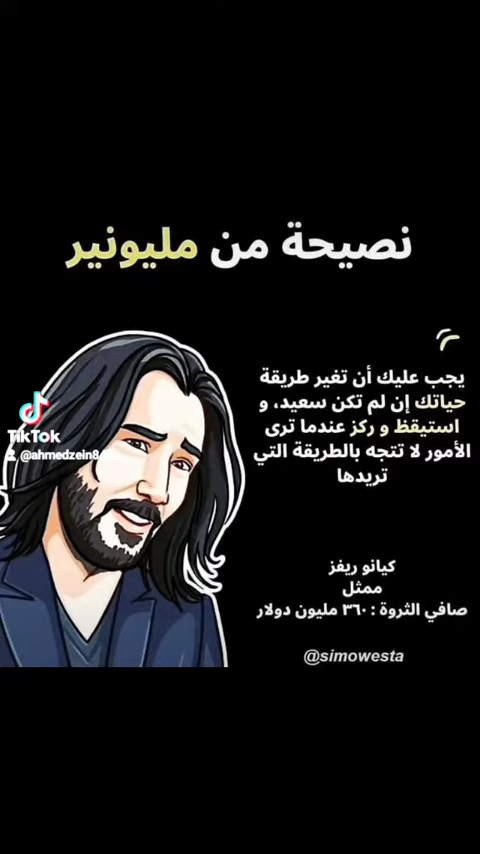 نصيحة من مليونير
يجب عليك أن تغير طريقة
حياتك إن لم تكن سعيد، و
استيقظ و ركز عندما ترى
الأمور لا تتجه بالطريقة التي
تريدها
TikTok
@ahmedzein84
كيانو ريفز
ممثل
صافي الثروة : ٣٦٠ مليون دولار
@simowesta